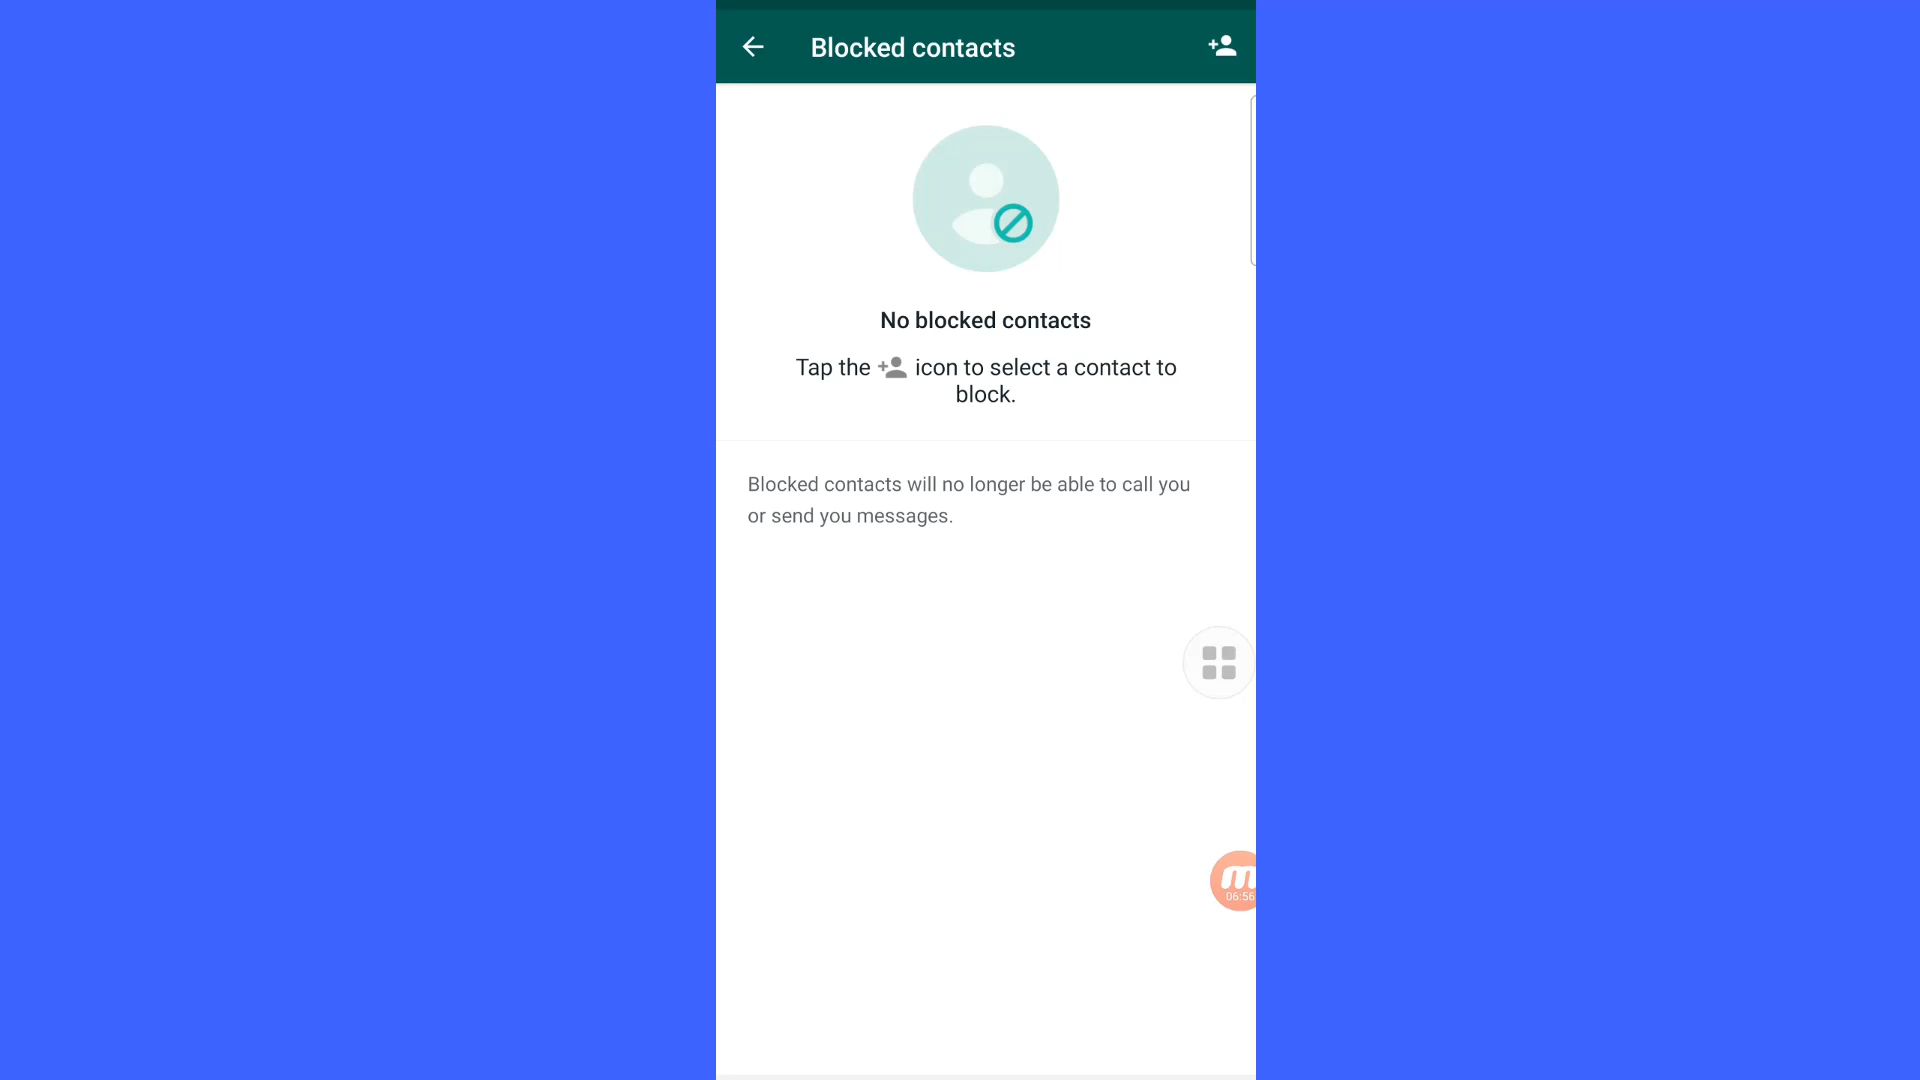 Blocked contacts
No blocked contacts
Tap the icon to select a contact to
block.
Blocked contacts will no longer be able to call you
or send you messages.
m
06:56